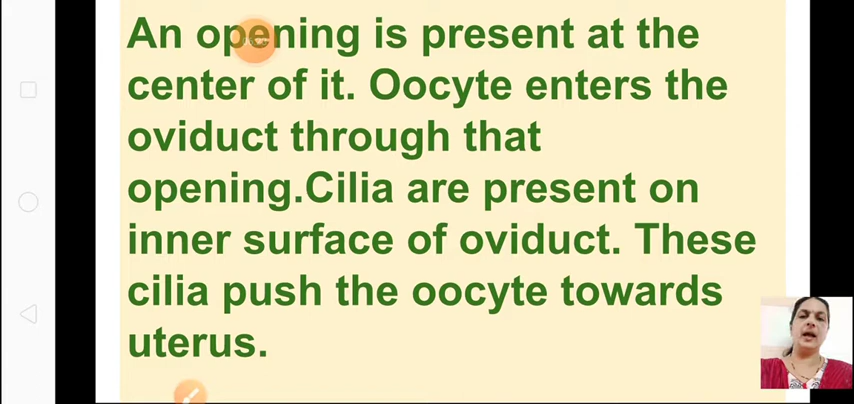 An opening is present at the
center of it. Oocyte enters the
oviduct through that
opening.Cilia are present on
inner surface of oviduct. These
cilia push the oocyte towards
uterus.